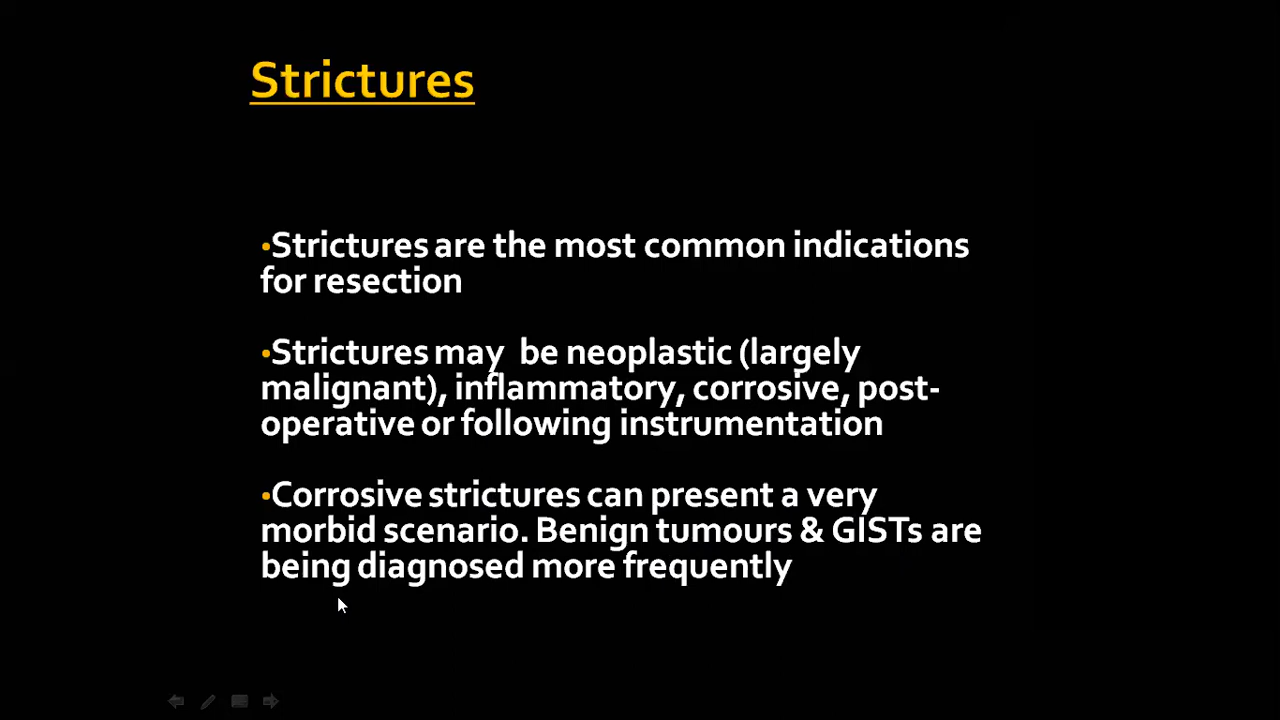 Strictures
•Strictures are the most common indications
for resection
•Strictures may  be neoplastic (largely
malignant), inflammatory, corrosive, post-
operative or following instrumentation
•Corrosive strictures can present a very
morbid scenario. Benign tumours & GISTs are
being diagnosed more frequently